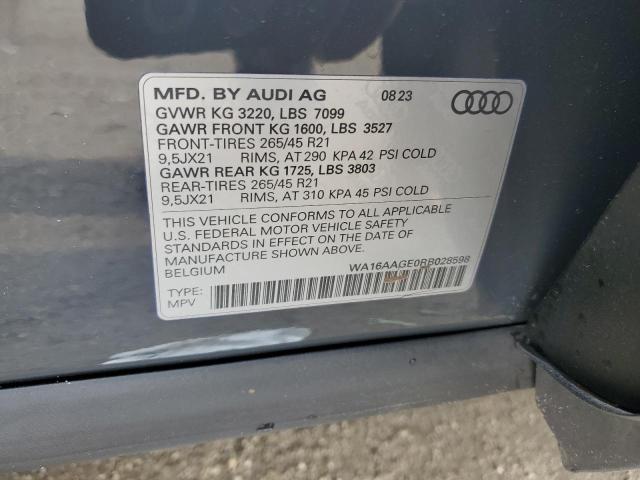 MFD. BY AUDI AG 08 23
GVWR KG 3220, LBS 7099
GAWR FRONT KG 1600, LBS 3527
FRONT-TIRES 265/45 R21
9,5JX21 RIMS, AT 290 KPA 42 PSI COLD
GAWR REAR KG 1725, LBS 3803
REAR-TIRES 265/45 R21
9,5JX21 RIMS, AT 310 KPA 45 PSI COLD
THIS VEHICLE CONFORMS TO ALL APPLICABLE
U.S. FEDERAL MOTOR VEHICLE SAFETY
STANDARDS IN EFFECT ON THE DATE OF
MANUFACTURE SHOWN ABOVE.
BELGIUM WA16AAGE0RB028598
TYPE:
MPV